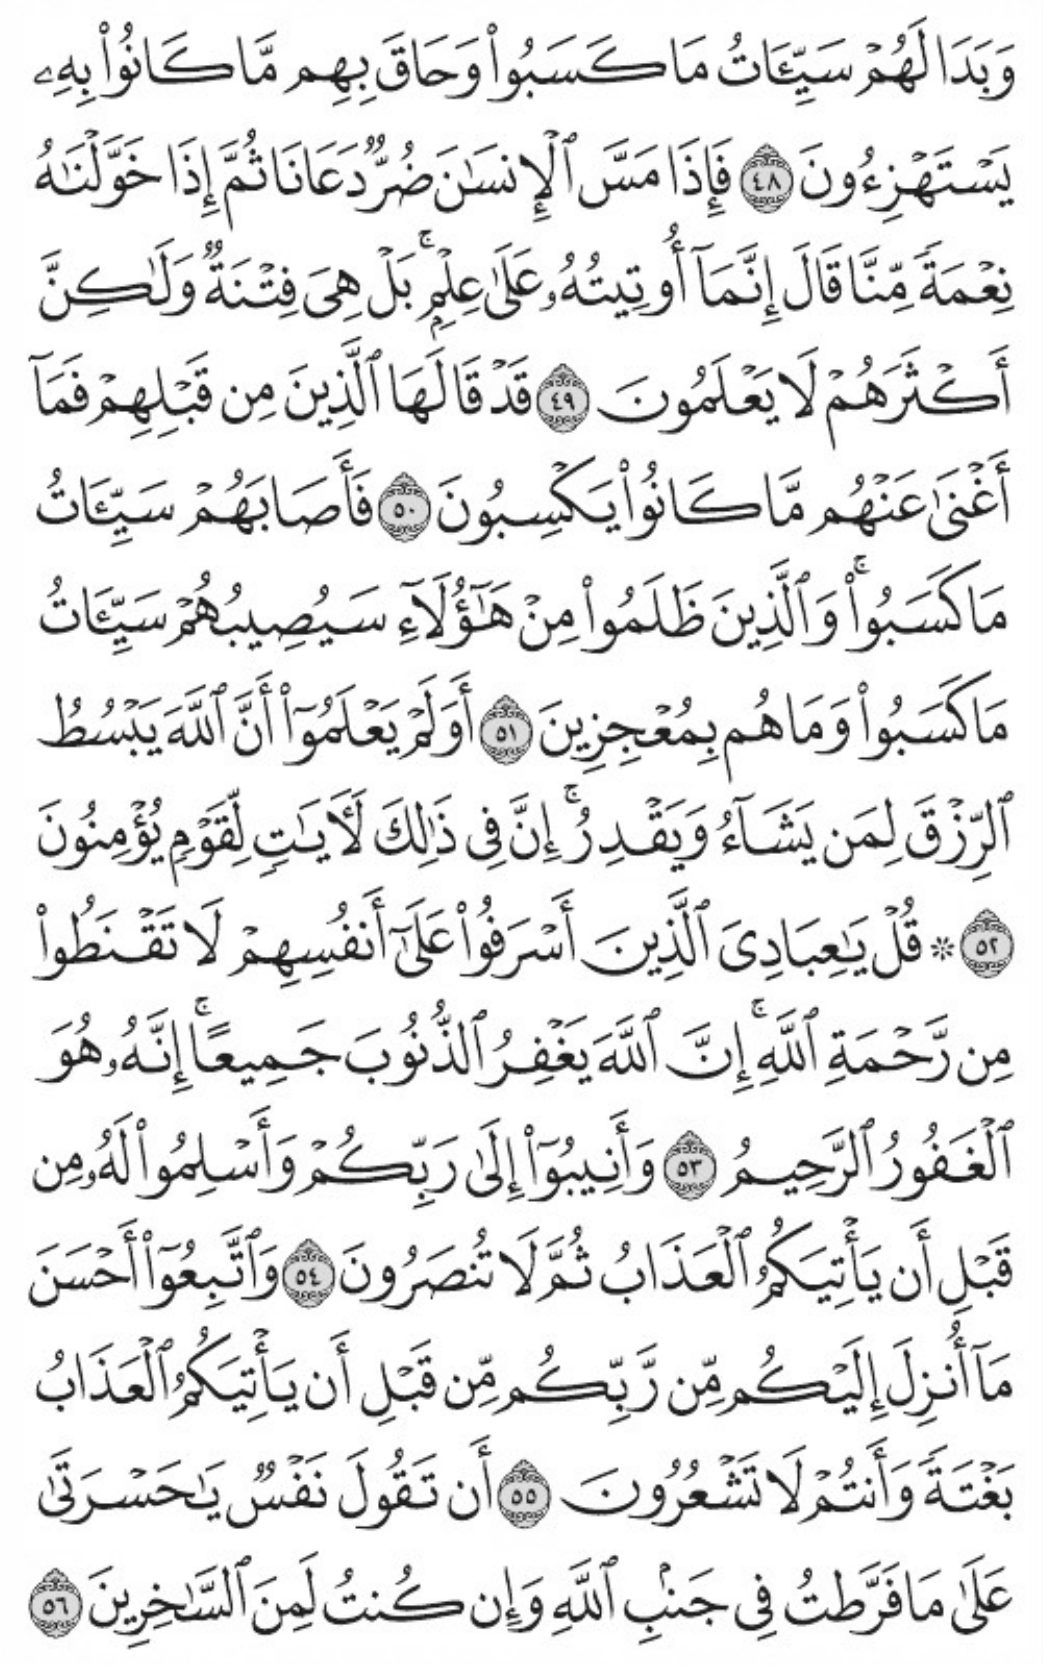 وَبَدَا لَهُمْ سَيِّـَٔاتُ مَا كَسَبُوا۟ وَحَاقَ بِهِم مَّا كَانُوا۟ بِهِۦ
يَسْتَهْزِءُونَ ٤٨ فَإِذَا مَسَّ ٱلْإِنسَـٰنَ ضُرٌّ دَعَانَا ثُمَّ إِذَا خَوَّلْنَـٰهُ
نِعْمَةً مِّنَّا قَالَ إِنَّمَآ أُوتِيتُهُۥ عَلَىٰ عِلْمٍۭ ۚ بَلْ هِىَ فِتْنَةٌ وَلَـٰكِنَّ
أَكْثَرَهُمْ لَا يَعْلَمُونَ ٤٩ قَدْ قَالَهَا ٱلَّذِينَ مِن قَبْلِهِمْ فَمَآ
أَغْنَىٰ عَنْهُم مَّا كَانُوا۟ يَكْسِبُونَ ٥٠ فَأَصَابَهُمْ سَيِّـَٔاتُ
مَا كَسَبُوا۟ ۚ وَٱلَّذِينَ ظَلَمُوا۟ مِنْ هَـٰٓؤُلَآءِ سَيُصِيبُهُمْ سَيِّـَٔاتُ
مَا كَسَبُوا۟ وَمَا هُم بِمُعْجِزِينَ ٥١ أَوَلَمْ يَعْلَمُوٓا۟ أَنَّ ٱللَّهَ يَبْسُطُ
ٱلرِّزْقَ لِمَن يَشَآءُ وَيَقْدِرُ ۚ إِنَّ فِى ذَٰلِكَ لَـَٔايَـٰتٍ لِّقَوْمٍ يُؤْمِنُونَ
٥٢ ۞ قُلْ يَـٰعِبَادِىَ ٱلَّذِينَ أَسْرَفُوا۟ عَلَىٰٓ أَنفُسِهِمْ لَا تَقْنَطُوا۟
مِن رَّحْمَةِ ٱللَّهِ ۚ إِنَّ ٱللَّهَ يَغْفِرُ ٱلذُّنُوبَ جَمِيعًا ۚ إِنَّهُۥ هُوَ
ٱلْغَفُورُ ٱلرَّحِيمُ ٥٣ وَأَنِيبُوٓا۟ إِلَىٰ رَبِّكُمْ وَأَسْلِمُوا۟ لَهُۥ مِن
قَبْلِ أَن يَأْتِيَكُمُ ٱلْعَذَابُ ثُمَّ لَا تُنصَرُونَ ٥٤ وَٱتَّبِعُوٓا۟ أَحْسَنَ
مَآ أُنزِلَ إِلَيْكُم مِّن رَّبِّكُم مِّن قَبْلِ أَن يَأْتِيَكُمُ ٱلْعَذَابُ
بَغْتَةً وَأَنتُمْ لَا تَشْعُرُونَ ٥٥ أَن تَقُولَ نَفْسٌ يَـٰحَسْرَتَىٰ
عَلَىٰ مَا فَرَّطتُ فِى جَنۢبِ ٱللَّهِ وَإِن كُنتُ لَمِنَ ٱلسَّـٰخِرِينَ ٥٦